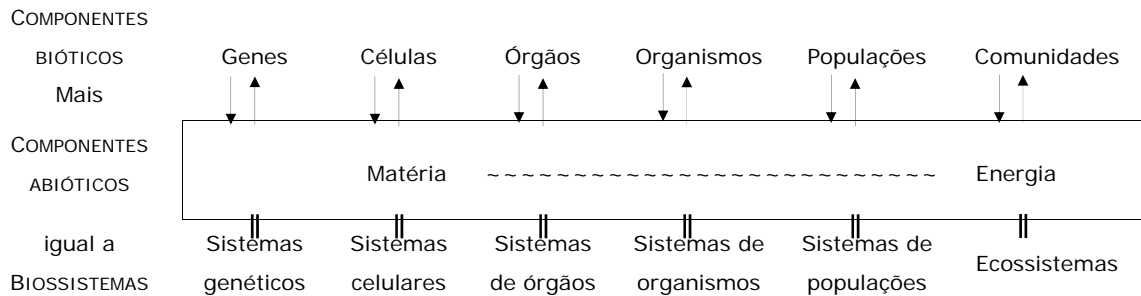 COMPONENTES
BIÓTICOS Genes Células Órgãos Organismos Populações Comunidades
Mais
COMPONENTES
ABIÓTICOS Matéria ~ ~ ~ ~ ~ ~ ~ ~ ~ ~ ~ ~ ~ ~ ~ ~ ~ ~ ~ ~ ~ ~ ~ ~ ~ ~ Energia
igual a Sistemas Sistemas Sistemas Sistemas de Sistemas de
BIOSSISTEMAS genéticos celulares de órgãos organismos populações Ecossistemas